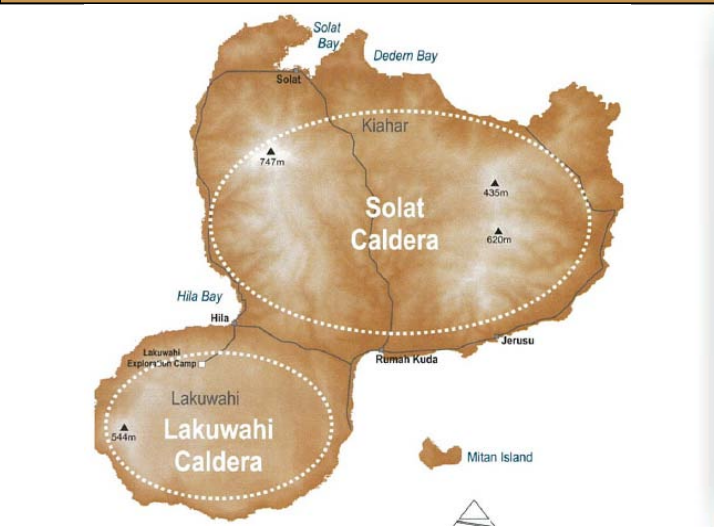 Solat
Bay
Dedern Bay
Solat
Kiahar
747m
435m
Solat
Caldera
620m
Hila Bay
Hila
Jerusu
Lakuwahi
Exploration Camp
Rumah Kuda
Lakuwahi
544m
Lakuwahi
Caldera
Mitan Island